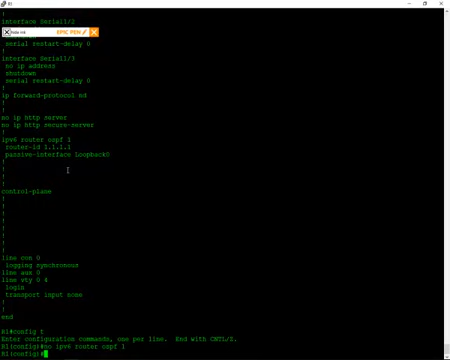 R1
!
interface Serial1/2
Hide Ink EPIC PEN
serial restart-delay 0
!
interface Serial1/3
no ip address
shutdown
serial restart-delay 0
!
ip forward-protocol nd
!
!
no ip http server
no ip http secure-server
!
ipv6 router ospf 1
router-id 1.1.1.1
passive-interface Loopback0
!
!
!
!
control-plane
!
!
!
!
!
!
!
!
line con 0
logging synchronous
line aux 0
line vty 0 4
login
transport input none
!
!
end
R1#config t
Enter configuration commands, one per line. End with CNTL/Z.
R1(config)#no ipv6 router ospf 1
R1(config)#